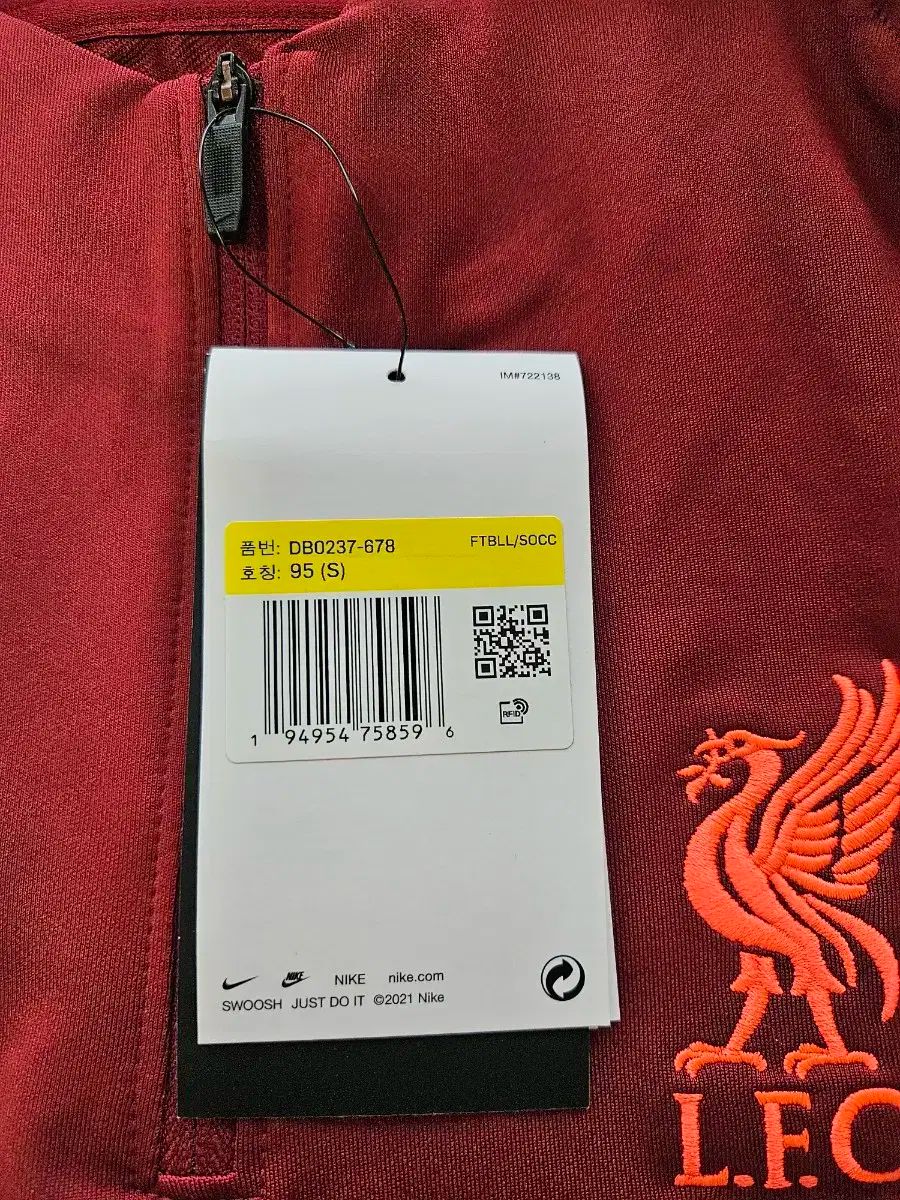 IM#722138
품번: DB0237-678
FTBLL/SOCC
호칭: 95 (S)
1 94954 75859 6
RFID
NIKE NIKE nike.com
SWOOSH JUST DO IT ©2021 Nike
L.F.C